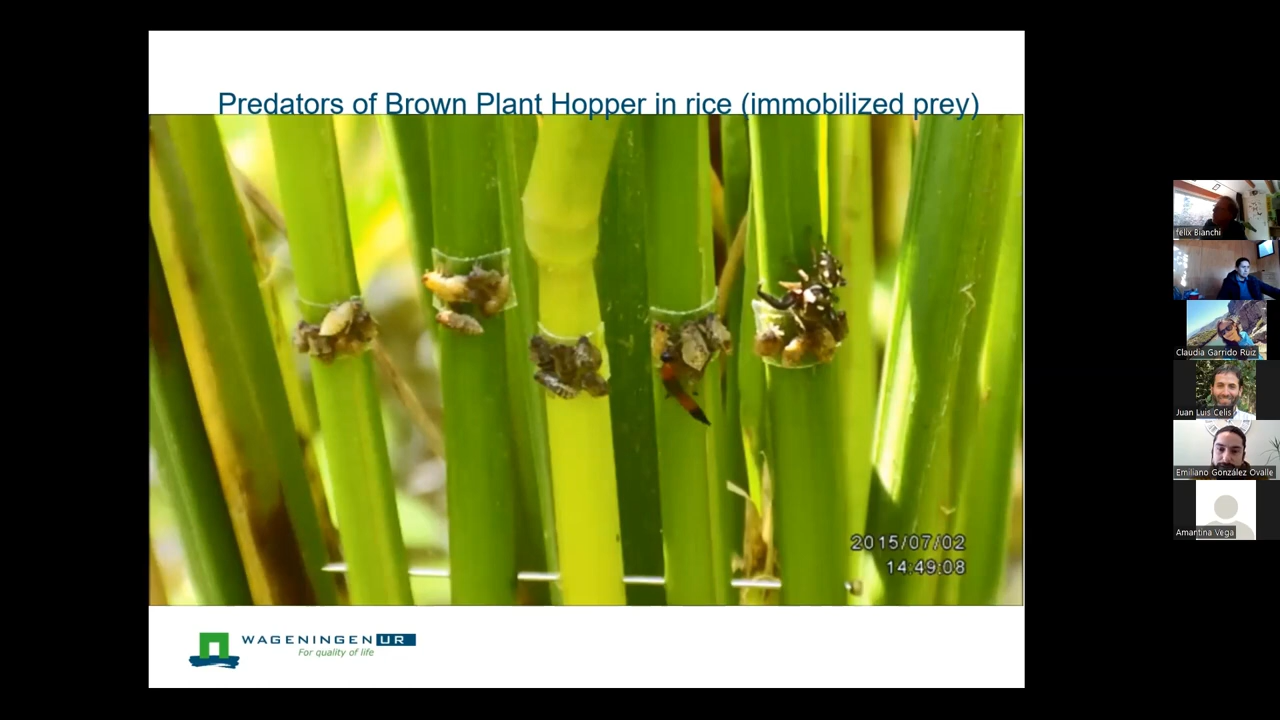 Predators of Brown Plant Hopper in rice (immobilized prey)
2015/07/02
14:49:08
WAGENINGEN UR
For quality of life
félix Bianchi
Claudia Garrido Ruiz
Juan Luis Celis
Emiliano González Ovalle
Amantina Vega